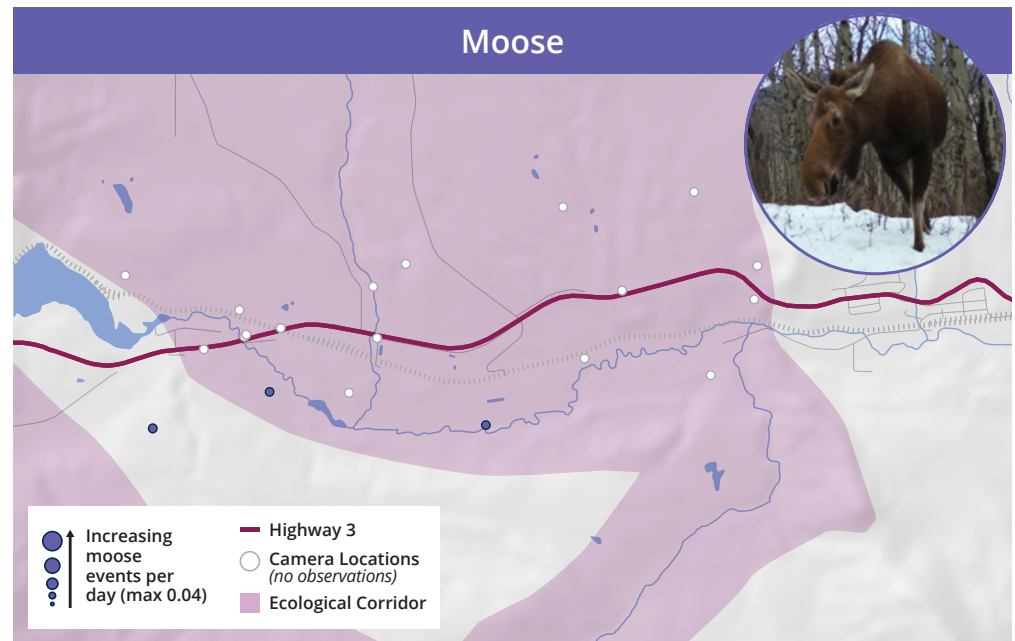 Moose
Increasing
moose
events per
day (max 0.04)
Highway 3
Camera Locations
(no observations)
Ecological Corridor